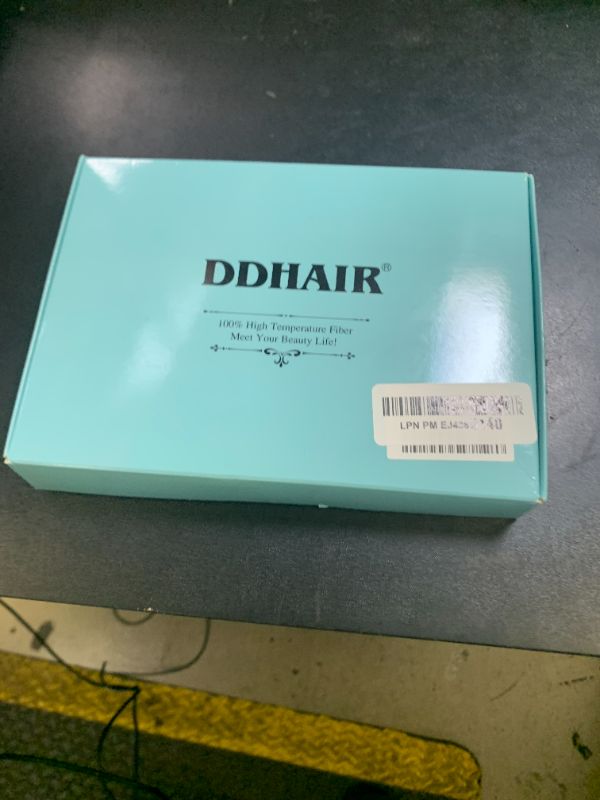 DDHAIR®
100% High Temperature Fiber
Meet Your Beauty Life!
LPN PM